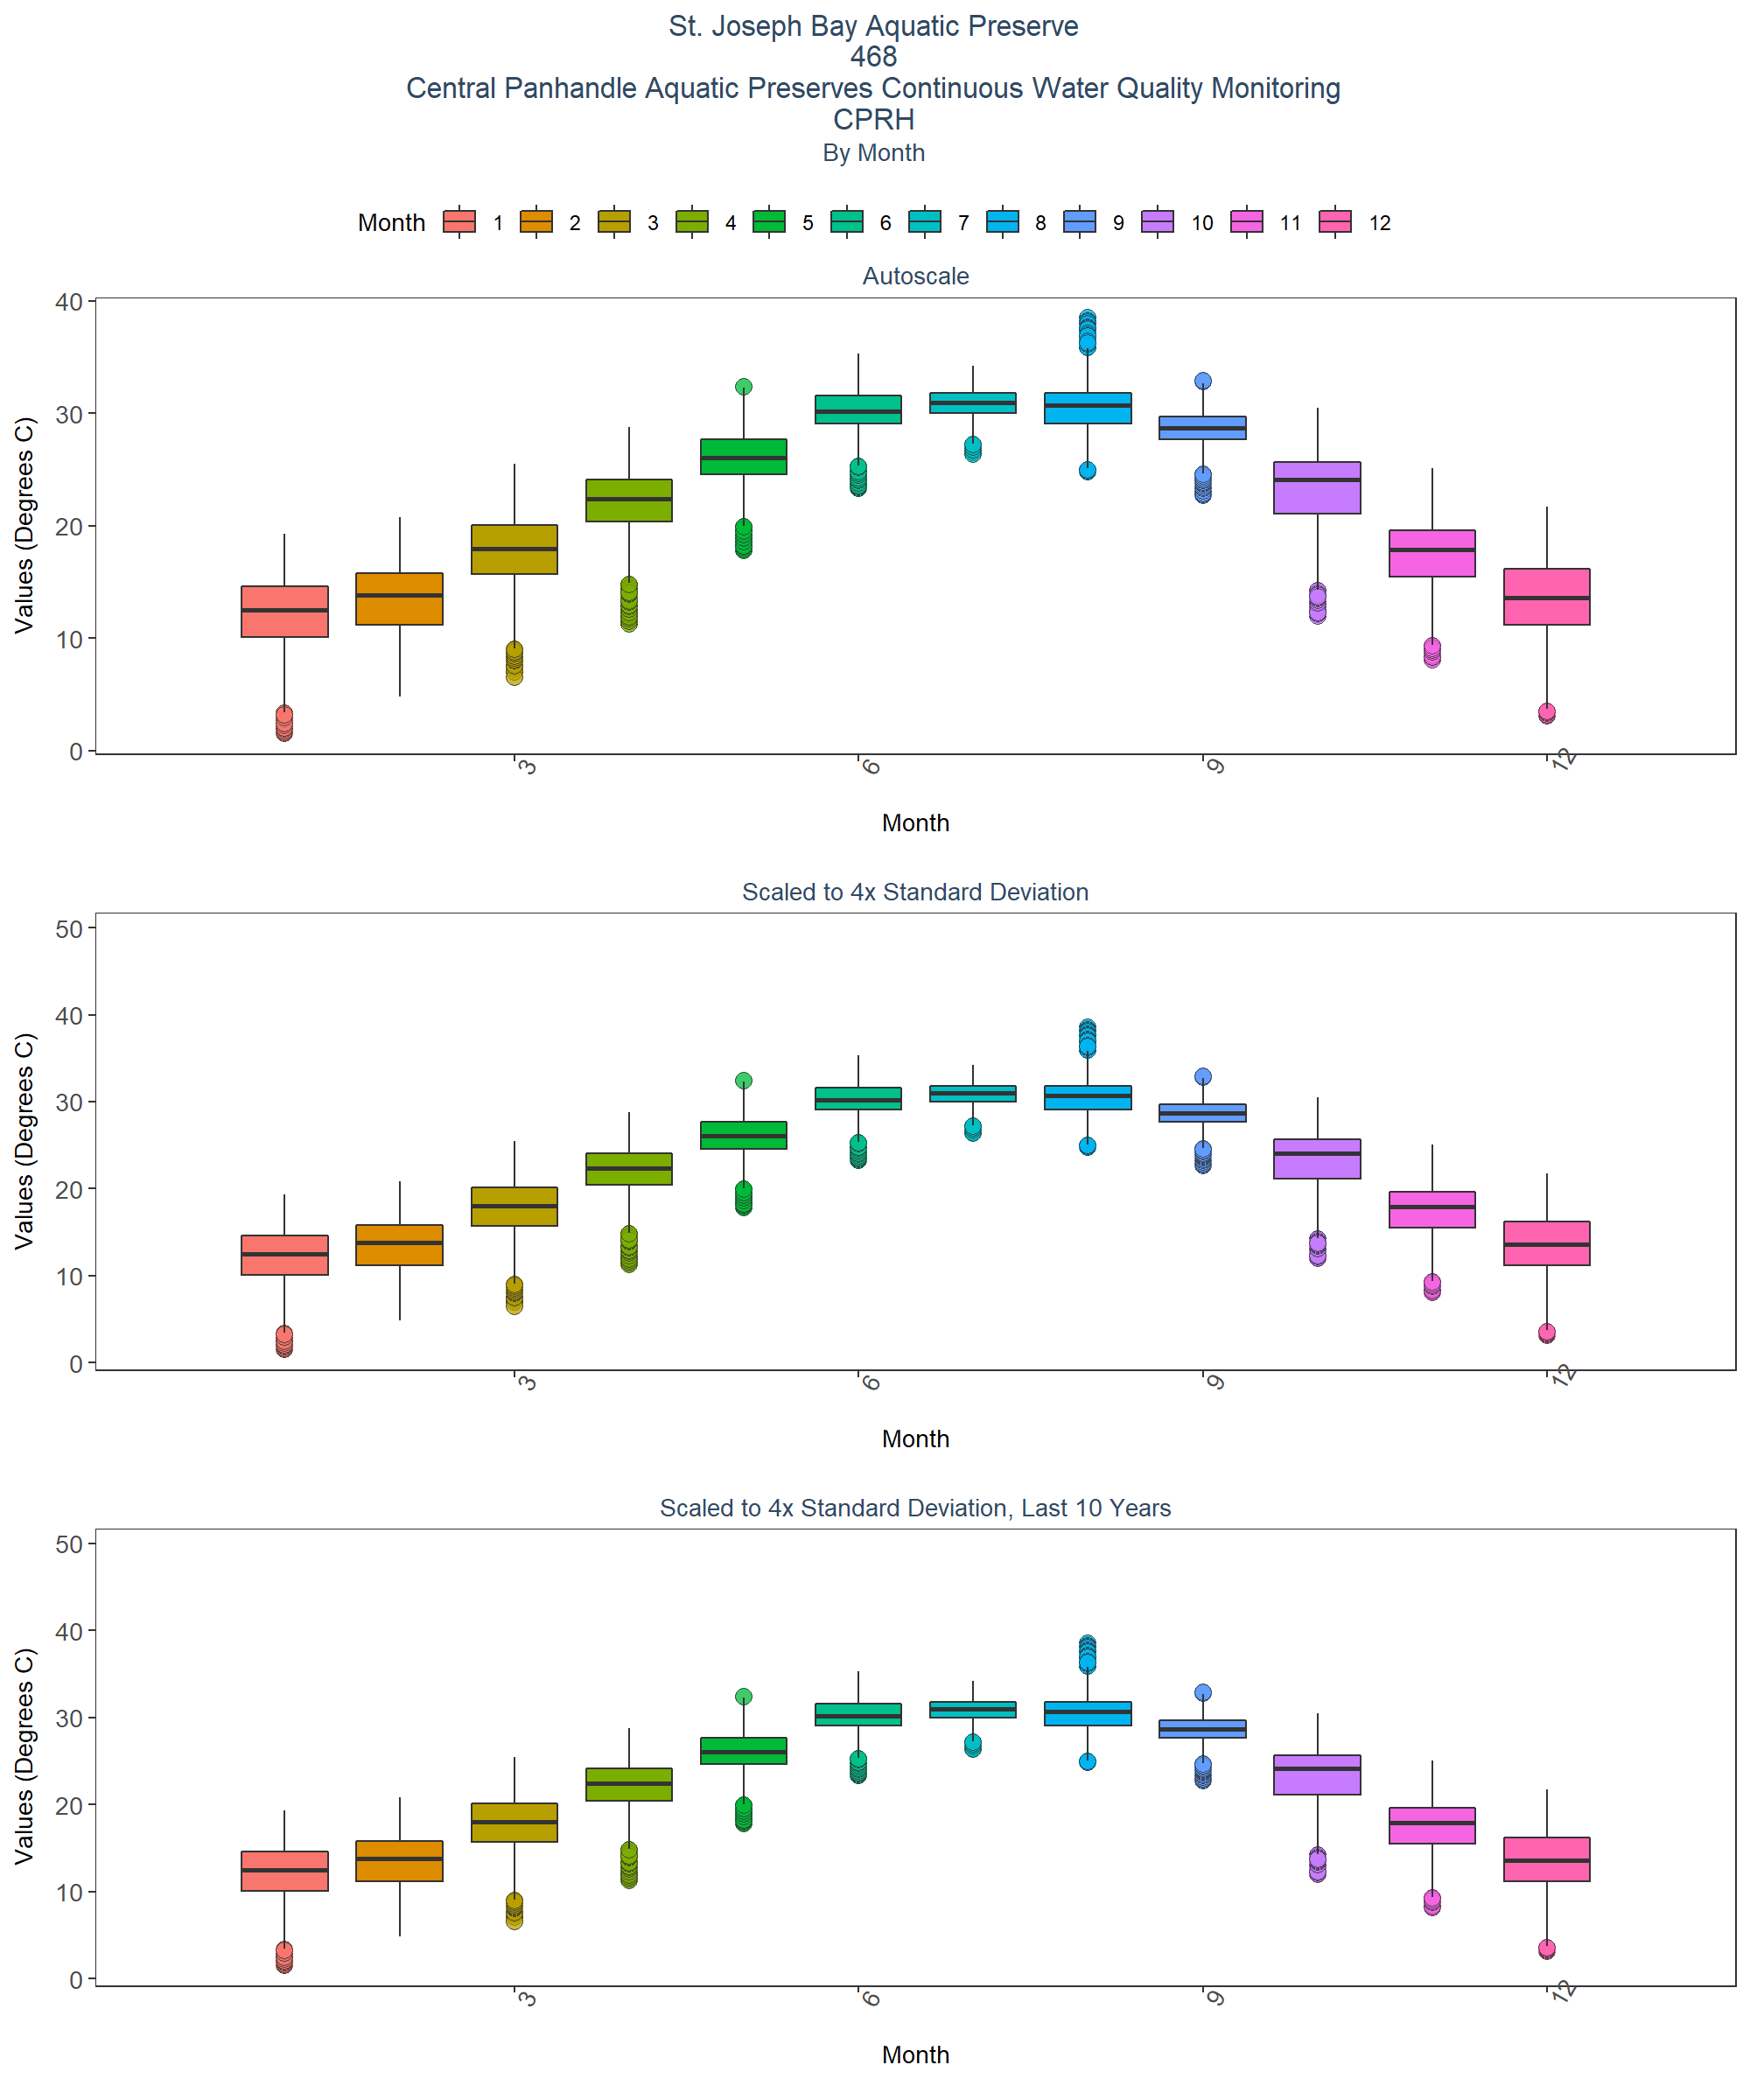 St. Joseph Bay Aquatic Preserve
468
Central Panhandle Aquatic Preserves Continuous Water Quality Monitoring
CPRH
By Month
Month 1 2 3 4 5 6 7 8 9 10 11 12
Autoscale
Values (Degrees C)
40
30
20
10
0
3 6 9 12
Month
Scaled to 4x Standard Deviation
Values (Degrees C)
50
40
30
20
10
0
3 6 9 12
Month
Scaled to 4x Standard Deviation, Last 10 Years
Values (Degrees C)
50
40
30
20
10
0
3 6 9 12
Month